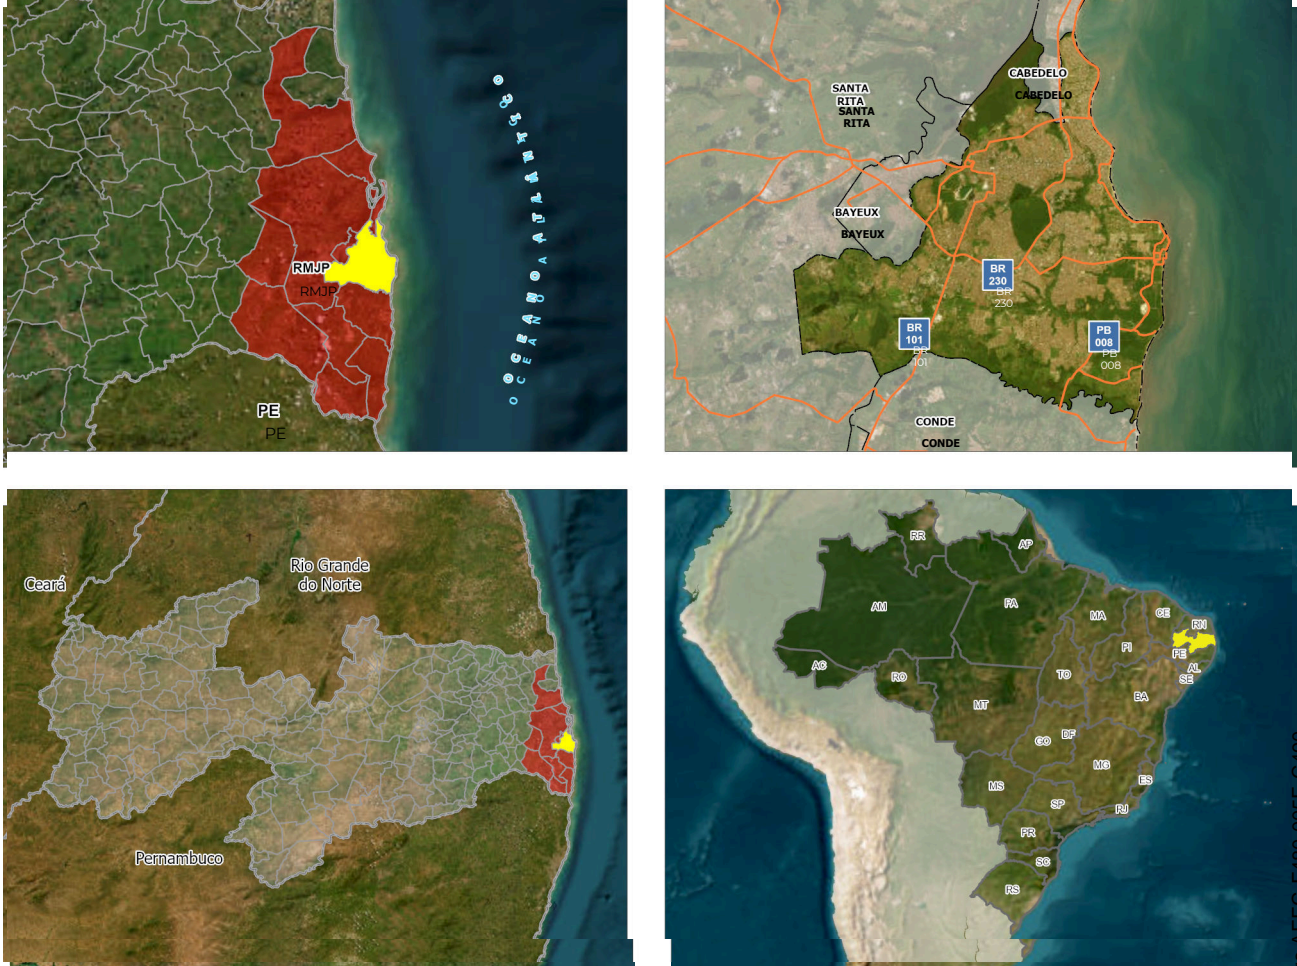 OCEANO ATLÂNTICO
OCEANO ATLÂNTICO
RMJP
RMJP
PE
PE
CABEDELO
CABEDELO
SANTA
RITA
SANTA
RITA
BAYEUX
BAYEUX
BR
230
BR
230
BR
101
BR
101
PB
008
PB
008
CONDE
CONDE
Ceará
Rio Grande
do Norte
Pernambuco
RR
AP
AM
PA
MA
CE
RN
PI
PE
AC
RO
TO
AL
SE
MT
BA
GO
DF
MG
MS
ES
SP
RJ
PR
SC
RS